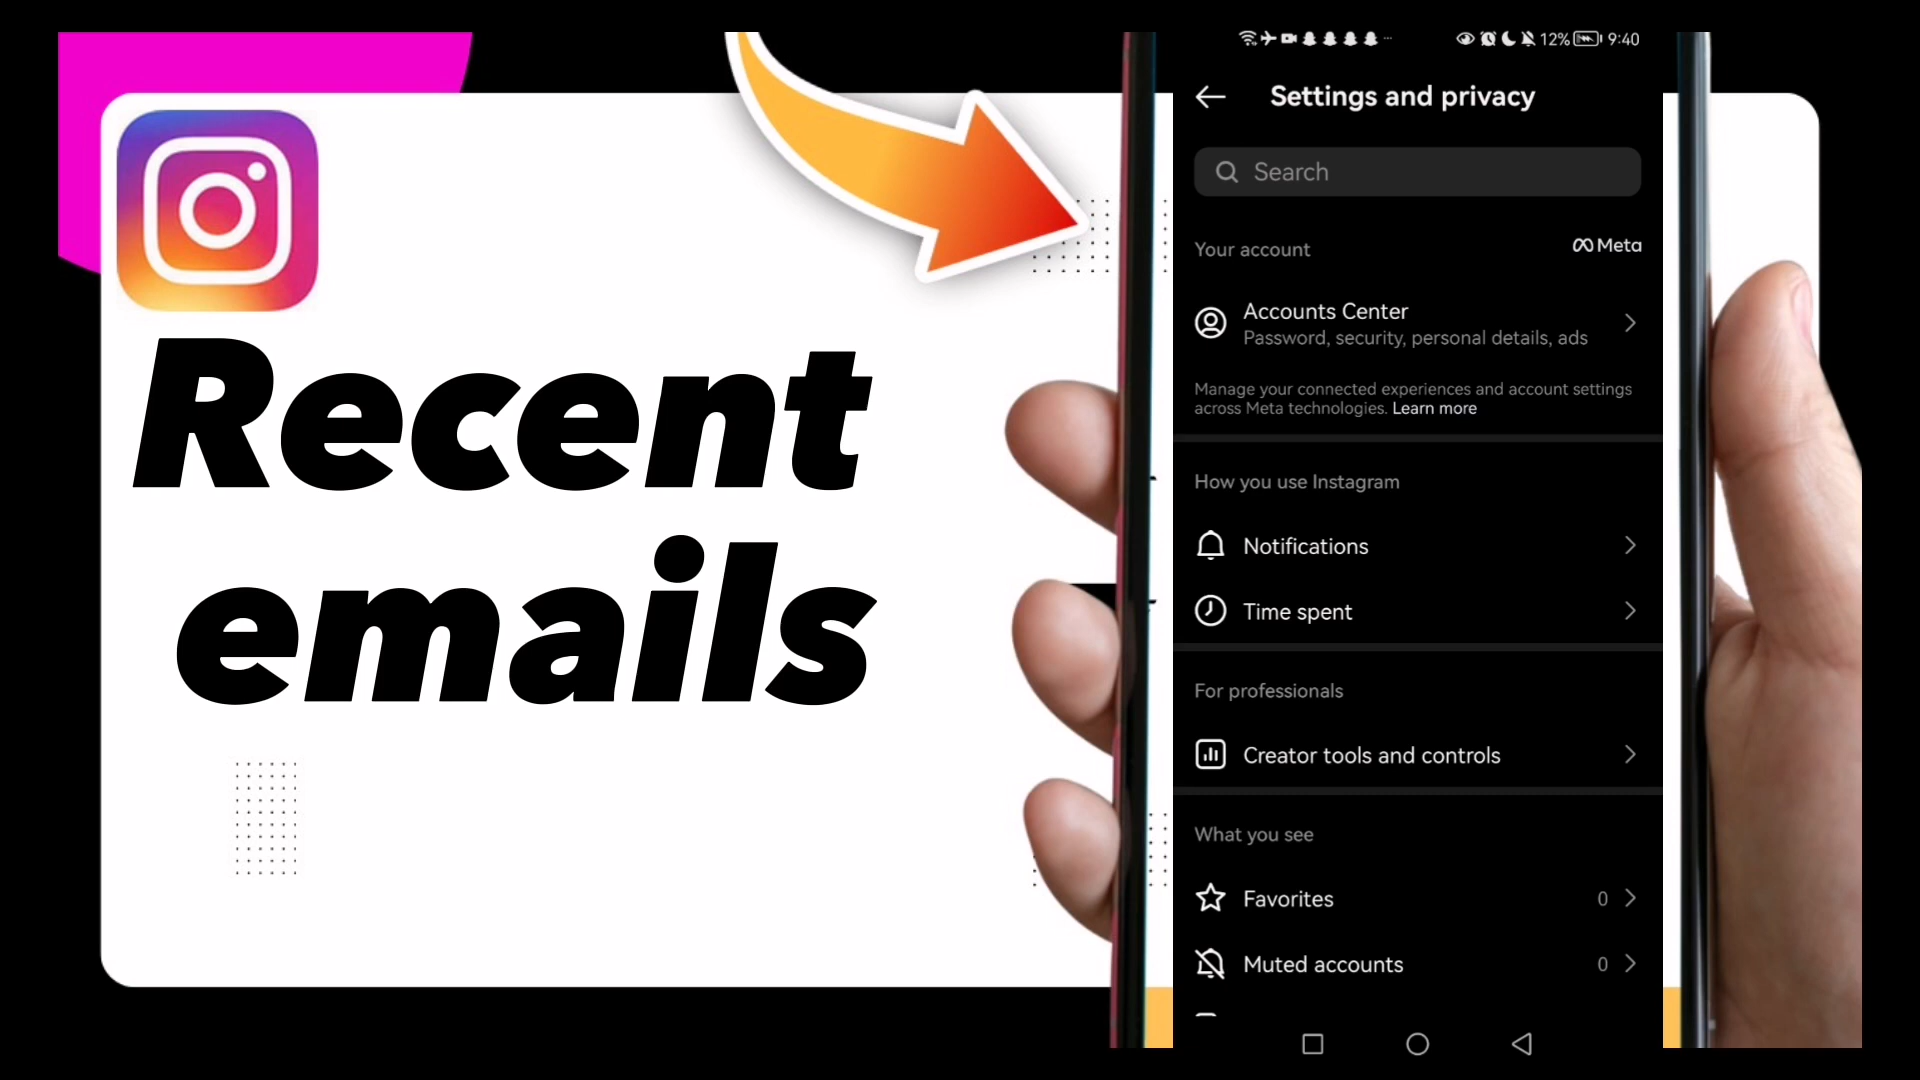 Recent
emails
12% 9:40
Settings and privacy
Search
Your account
Meta
Accounts Center
Password, security, personal details, ads
Manage your connected experiences and account settings
across Meta technologies. Learn more
How you use Instagram
Notifications
Time spent
For professionals
Creator tools and controls
What you see
Favorites 0
Muted accounts 0